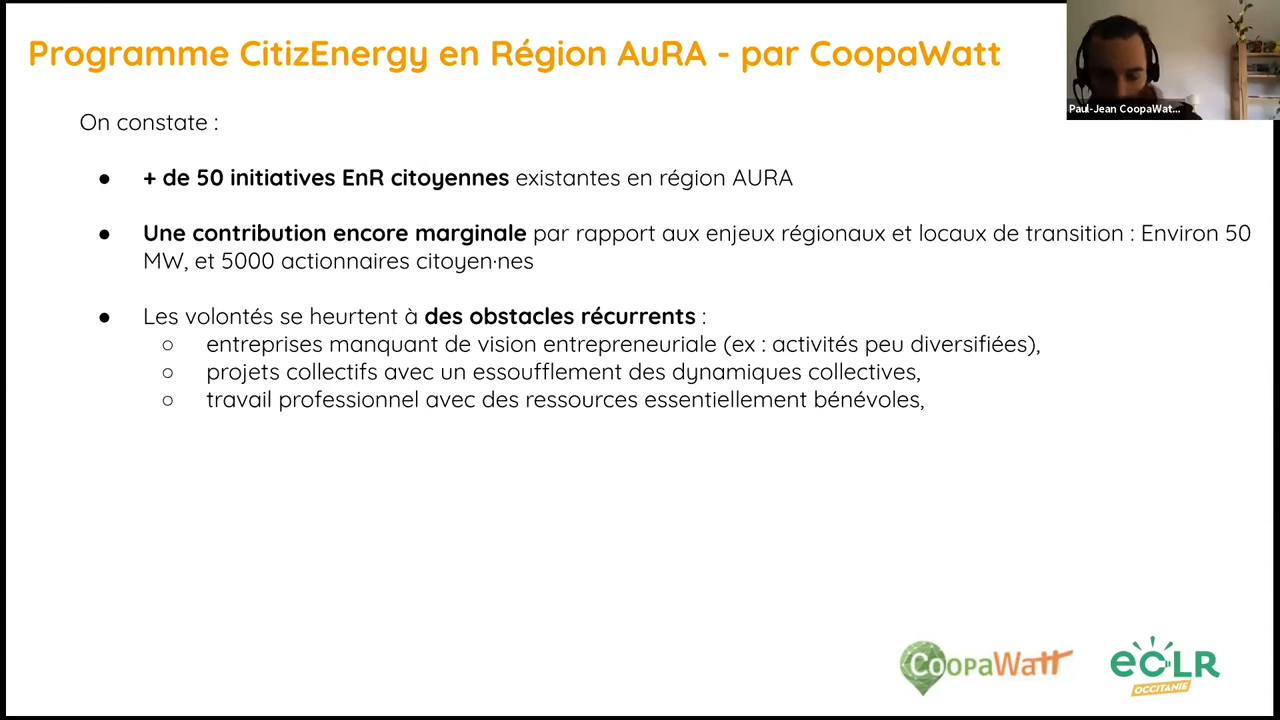 Programme CitizEnergy en Région AuRA - par CoopaWatt
Paul-Jean CoopaWat...
On constate :
● + de 50 initiatives EnR citoyennes existantes en région AURA
● Une contribution encore marginale par rapport aux enjeux régionaux et locaux de transition : Environ 50
MW, et 5000 actionnaires citoyen·nes
● Les volontés se heurtent à des obstacles récurrents :
○ entreprises manquant de vision entrepreneuriale (ex : activités peu diversifiées),
○ projets collectifs avec un essoufflement des dynamiques collectives,
○ travail professionnel avec des ressources essentiellement bénévoles,
CoopaWatt
eCLR
OCCITANIE